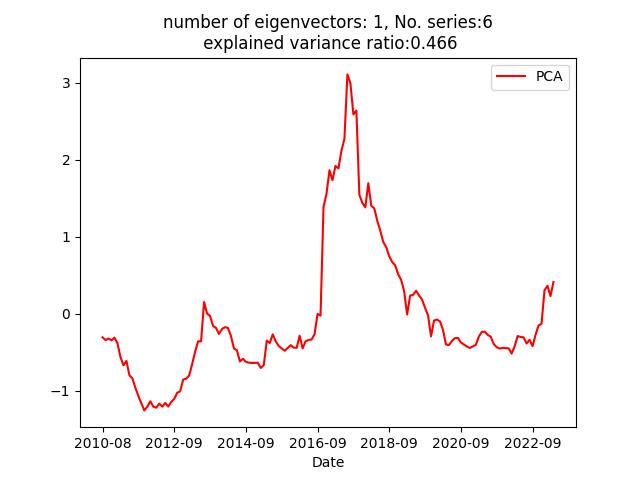 number of eigenvectors: 1, No. series:6
explained variance ratio:0.466
PCA
3
2
1
0
−1
2010-08 2012-09 2014-09 2016-09 2018-09 2020-09 2022-09
Date